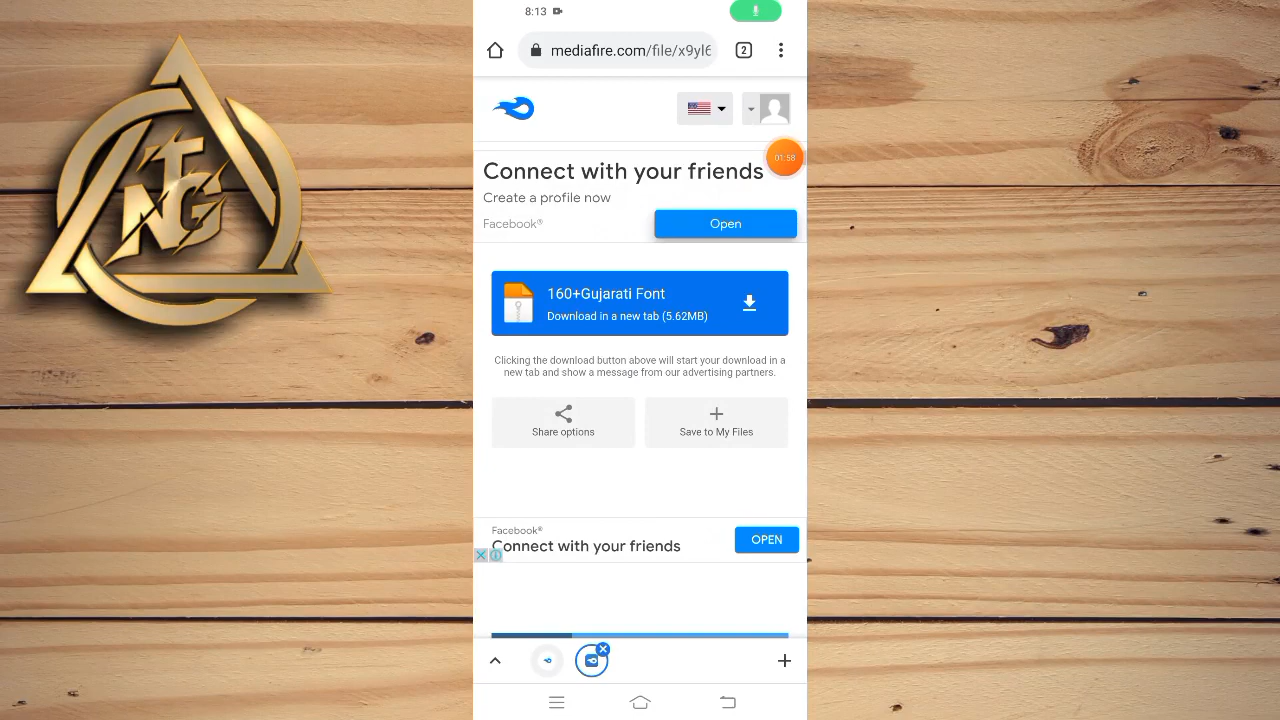 8:13
mediafire.com/file/x9yl6
2
TNG
01:58
Connect with your friends
Create a profile now
Facebook®
Open
160+Gujarati Font
Download in a new tab (5.62MB)
Clicking the download button above will start your download in a
new tab and show a message from our advertising partners.
Share options
Save to My Files
Facebook®
Connect with your friends
OPEN